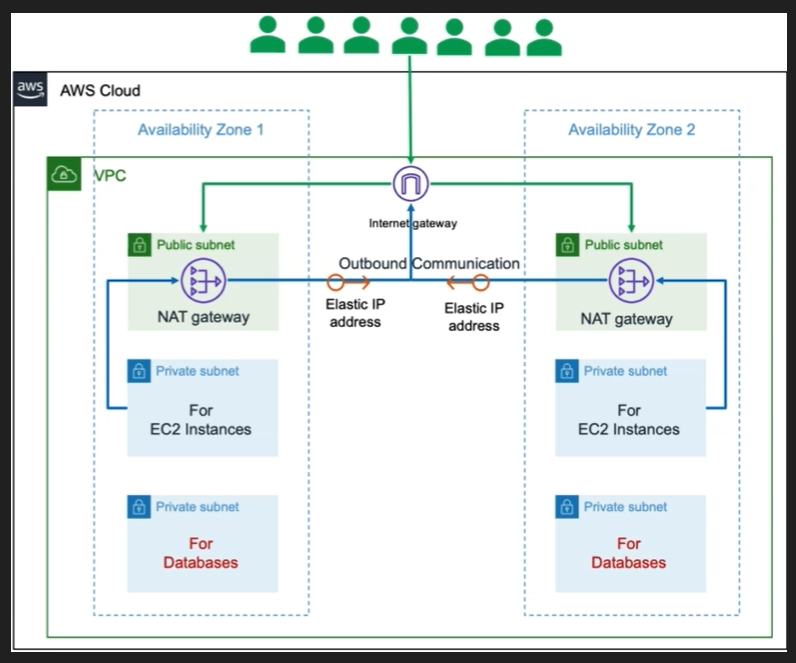 aws
AWS Cloud
Availability Zone 1
Availability Zone 2
VPC
Internet gateway
Public subnet
NAT gateway
Public subnet
NAT gateway
Outbound Communication
Elastic IP
address
Elastic IP
address
Private subnet
For
EC2 Instances
Private subnet
For
EC2 Instances
Private subnet
For
Databases
Private subnet
For
Databases